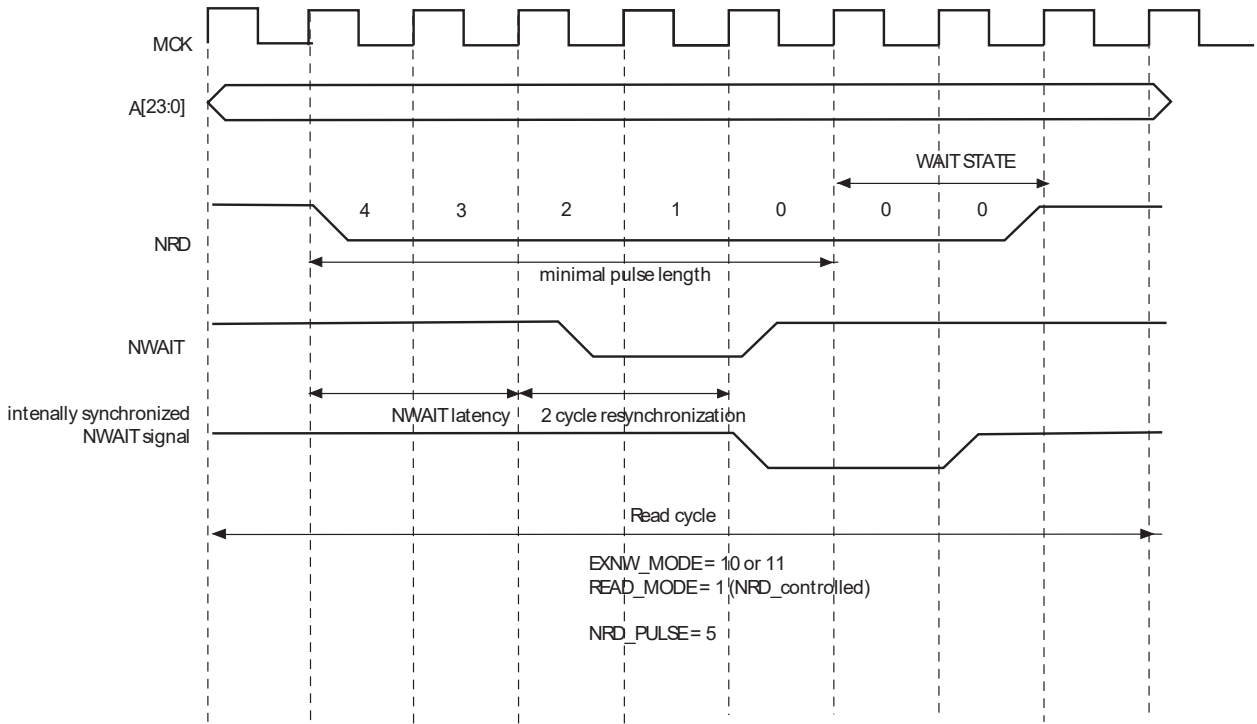 MCK
A[23:0]
WAIT STATE
4 3 2 1 0 0 0
NRD
minimal pulse length
NWAIT
intenally synchronized
NWAIT signal
NWAIT latency 2 cycle resynchronization
Read cycle
EXNW_MODE = 10 or 11
READ_MODE = 1 (NRD_controlled)
NRD_PULSE = 5